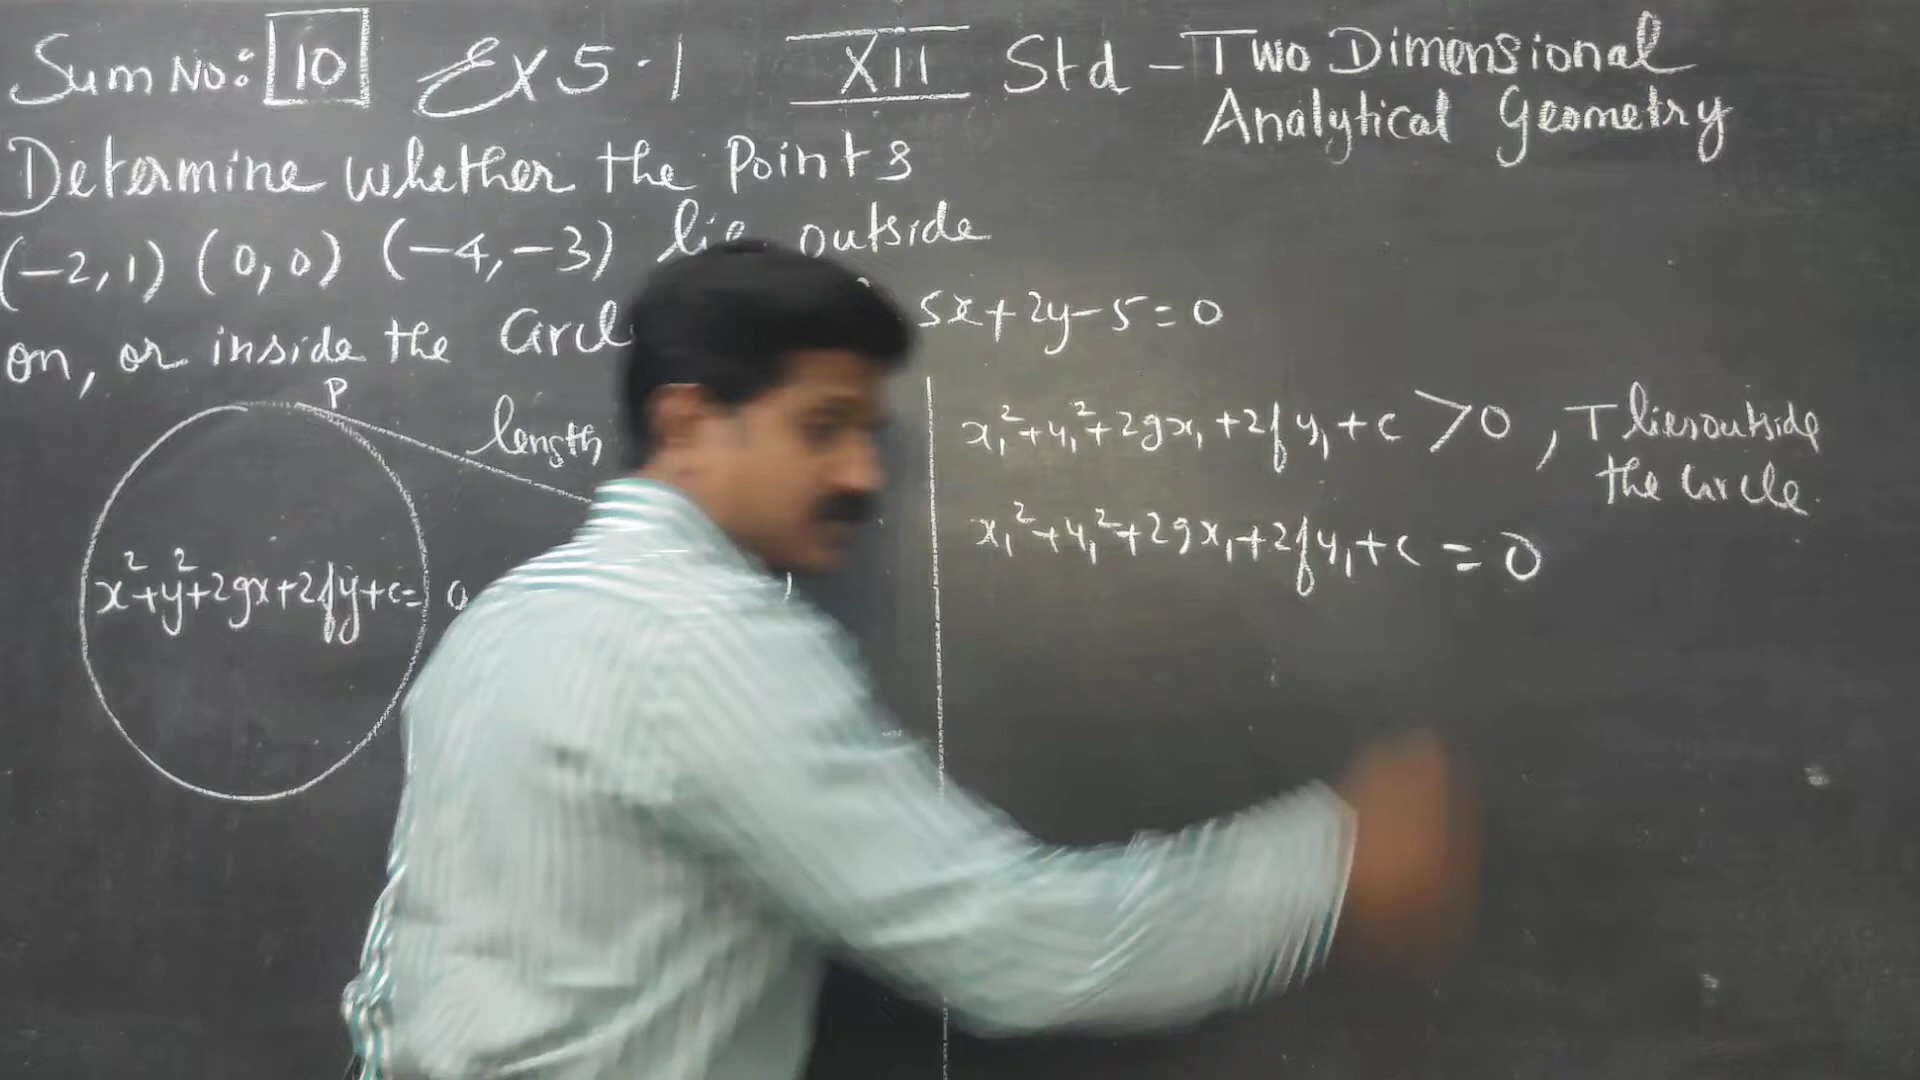 Sum No: 10 Ex 5.1 XII Std - Two Dimensional
Analytical Geometry
Determine whether the Points
(-2,1) (0,0) (-4,-3) lie outside
on, or inside the Circl
5x+2y-5=0
P
length
x²+y²+2gx+2fy+c=0
x₁²+y₁²+2gx₁+2fy₁+c >0, T lies outside
the Circle.
x₁²+y₁²+2gx₁+2fy₁+c = 0